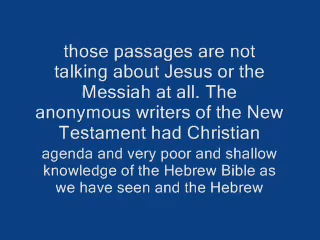 those passages are not
talking about Jesus or the
Messiah at all. The
anonymous writers of the New
Testament had Christian
agenda and very poor and shallow
knowledge of the Hebrew Bible as
we have seen and the Hebrew